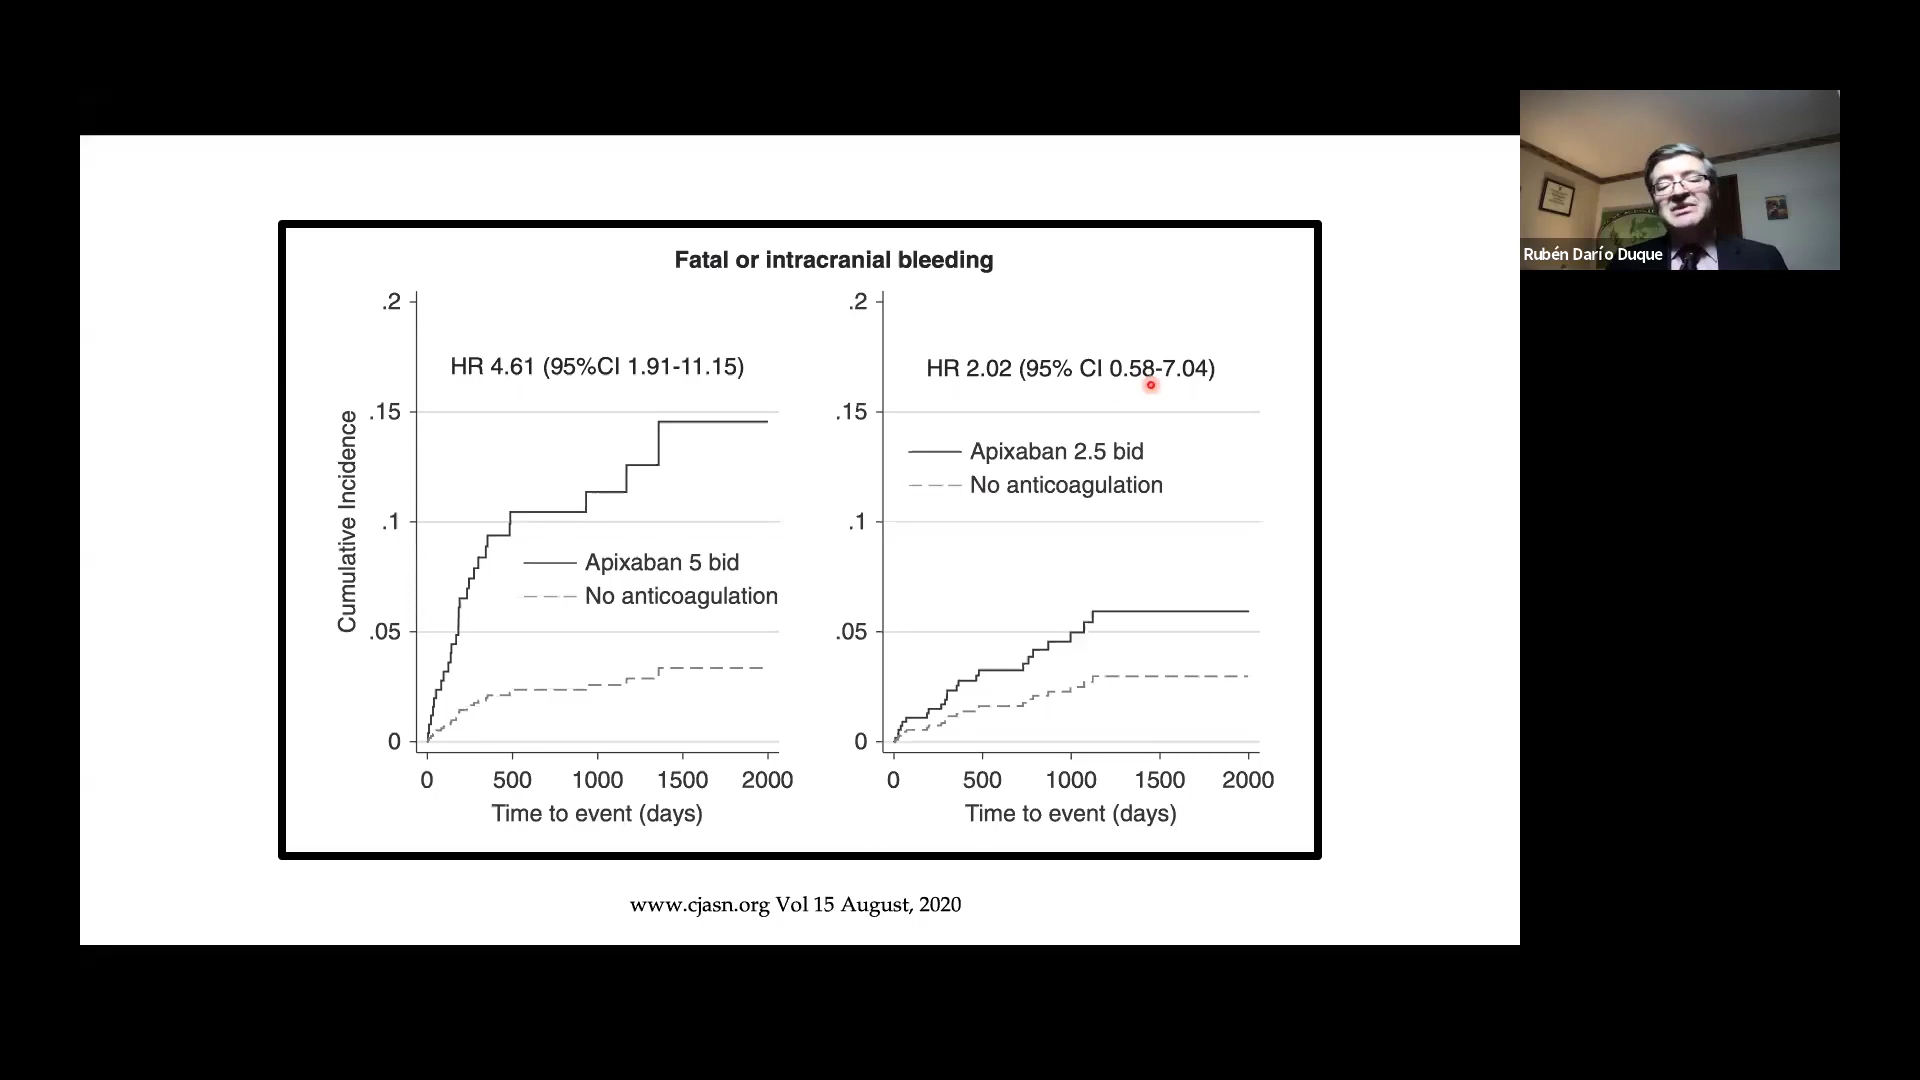 Fatal or intracranial bleeding
.2
.15
.1
.05
0
Cumulative Incidence
HR 4.61 (95%CI 1.91-11.15)
Apixaban 5 bid
No anticoagulation
0 500 1000 1500 2000
Time to event (days)
.2
.15
.1
.05
0
HR 2.02 (95% CI 0.58-7.04)
Apixaban 2.5 bid
No anticoagulation
0 500 1000 1500 2000
Time to event (days)
www.cjasn.org Vol 15 August, 2020
Rubén Darío Duque